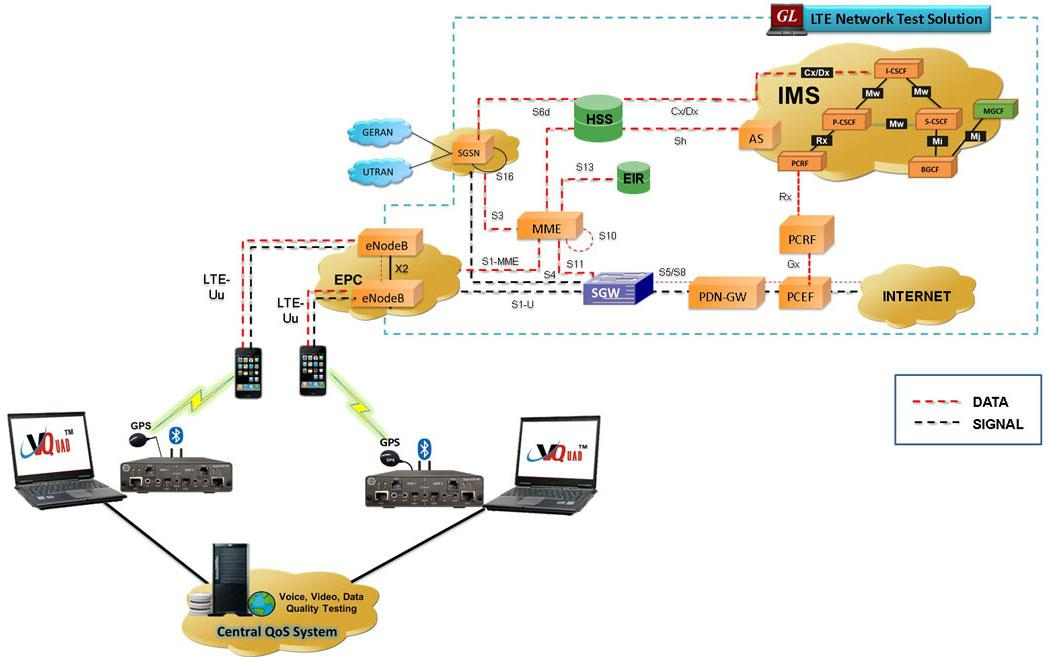 GL
LTE Network Test Solution
IMS
Cx/Dx
I-CSCF
Mw
Mw
MGCF
P-CSCF
Mw
S-CSCF
Rx
Mi
Mj
PCRF
BGCF
AS
S6d
HSS
Cx/Dx
Sh
GERAN
UTRAN
SGSN
S16
S13
EIR
S3
MME
S10
Rx
PCRF
Gx
eNodeB
X2
EPC
eNodeB
S1-MME
S4
S11
S1-U
SGW
S5/S8
PDN-GW
PCEF
INTERNET
LTE-
Uu
LTE-
Uu
DATA
SIGNAL
GPS
GPS
GPS
VQUAD™
VQUAD™
Voice, Video, Data
Quality Testing
Central QoS System